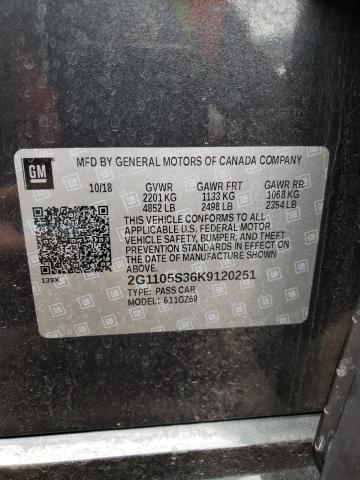 GM
MFD BY GENERAL MOTORS OF CANADA COMPANY
10/18 GVWR GAWR FRT GAWR RR
2201 KG 1133 KG 1068 KG
4852 LB 2498 LB 2354 LB
THIS VEHICLE CONFORMS TO ALL
APPLICABLE U.S. FEDERAL MOTOR
VEHICLE SAFETY, BUMPER, AND THEFT
PREVENTION STANDARDS IN EFFECT ON
THE DATE OF MANUFACTURE SHOWN
ABOVE.
139X
2G1105S36K9120251
TYPE: PASS CAR
MODEL: 611GZ69